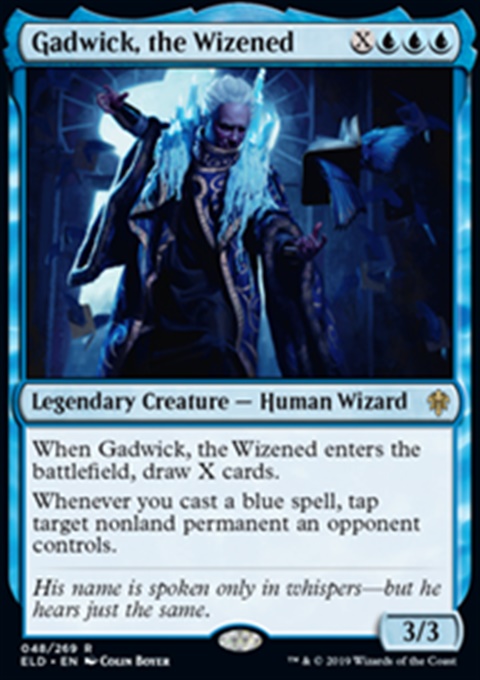 Gadwick, the Wizened X
Legendary Creature — Human Wizard
When Gadwick, the Wizened enters the
battlefield, draw X cards.
Whenever you cast a blue spell, tap
target nonland permanent an opponent
controls.
His name is spoken only in whispers—but he
hears just the same.
3/3
048/269 R
ELD • EN Colin Boyer
™ & © 2019 Wizards of the Coast